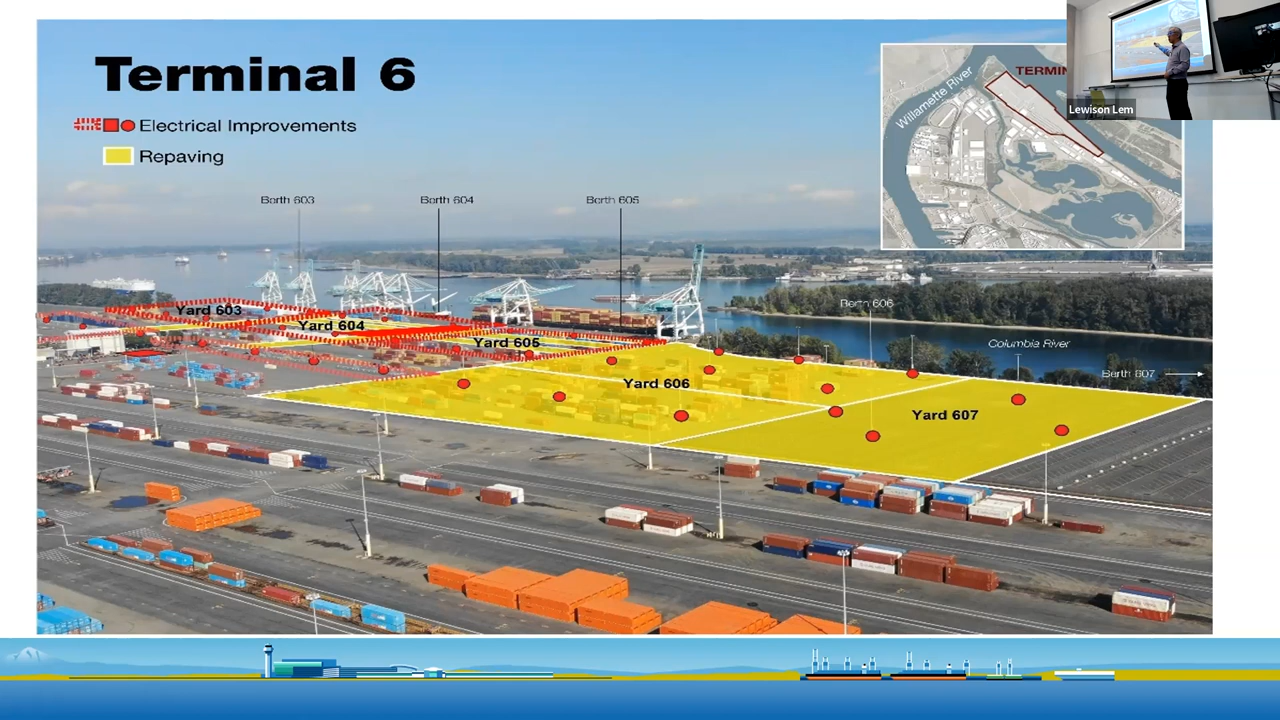 Terminal 6
Electrical Improvements
Repaving
Willamette River
TERMIN
Lewison Lem
Berth 603
Berth 604
Berth 605
Berth 606
Columbia River
Berth 607
Yard 603
Yard 604
Yard 605
Yard 606
Yard 607